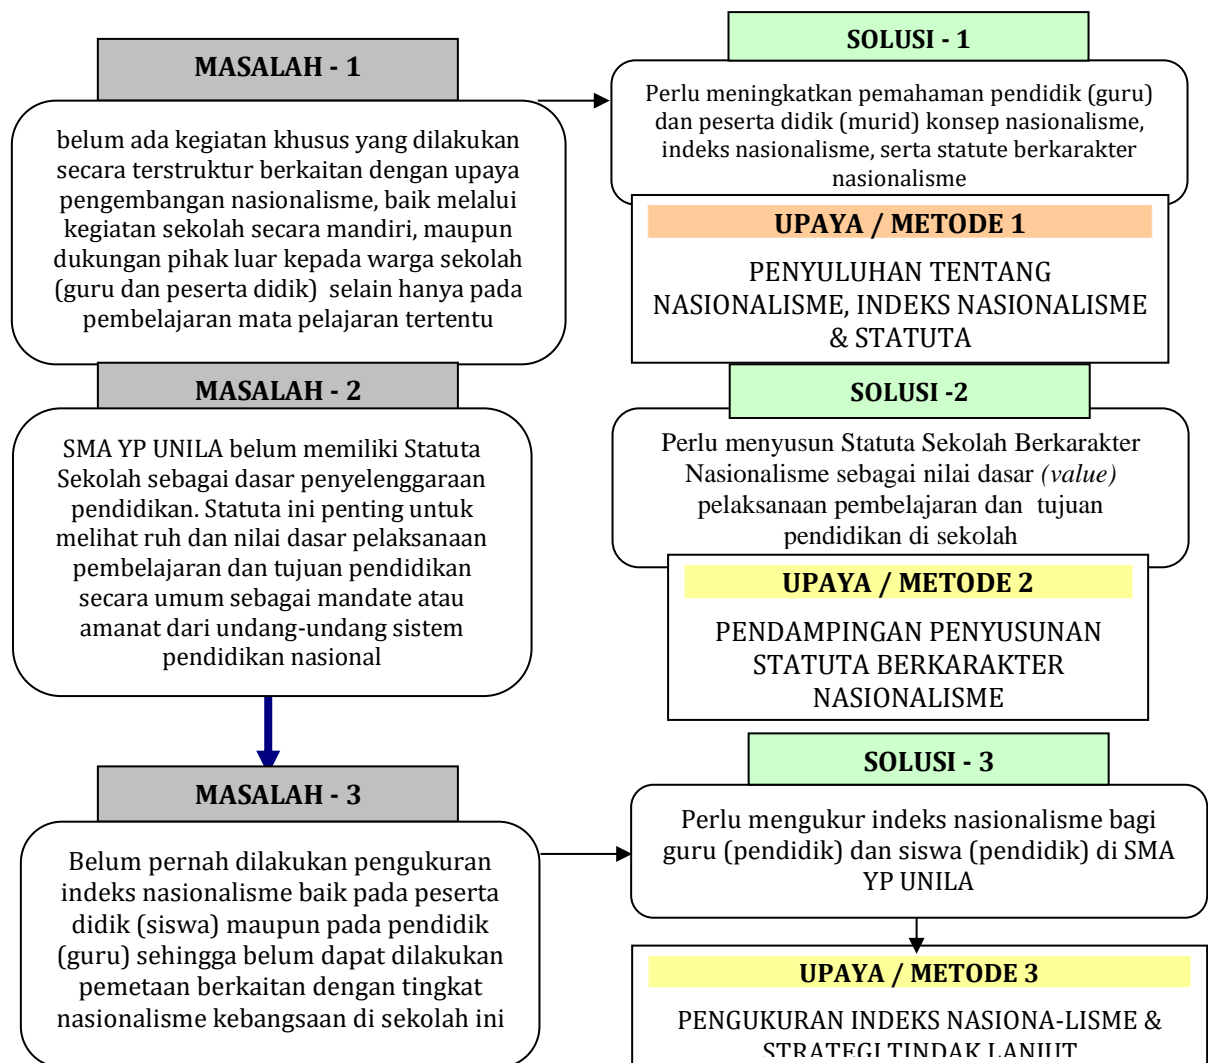 MASALAH - 1
belum ada kegiatan khusus yang dilakukan
secara terstruktur berkaitan dengan upaya
pengembangan nasionalisme, baik melalui
kegiatan sekolah secara mandiri, maupun
dukungan pihak luar kepada warga sekolah
(guru dan peserta didik) selain hanya pada
pembelajaran mata pelajaran tertentu
SOLUSI - 1
Perlu meningkatkan pemahaman pendidik (guru)
dan peserta didik (murid) konsep nasionalisme,
indeks nasionalisme, serta statute berkarakter
nasionalisme
UPAYA / METODE 1
PENYULUHAN TENTANG
NASIONALISME, INDEKS NASIONALISME
& STATUTA
MASALAH - 2
SMA YP UNILA belum memiliki Statuta
Sekolah sebagai dasar penyelenggaraan
pendidikan. Statuta ini penting untuk
melihat ruh dan nilai dasar pelaksanaan
pembelajaran dan tujuan pendidikan
secara umum sebagai mandate atau
amanat dari undang-undang sistem
pendidikan nasional
SOLUSI -2
Perlu menyusun Statuta Sekolah Berkarakter
Nasionalisme sebagai nilai dasar (value)
pelaksanaan pembelajaran dan tujuan
pendidikan di sekolah
UPAYA / METODE 2
PENDAMPINGAN PENYUSUNAN
STATUTA BERKARAKTER
NASIONALISME
MASALAH - 3
Belum pernah dilakukan pengukuran
indeks nasionalisme baik pada peserta
didik (siswa) maupun pada pendidik
(guru) sehingga belum dapat dilakukan
pemetaan berkaitan dengan tingkat
nasionalisme kebangsaan di sekolah ini
SOLUSI - 3
Perlu mengukur indeks nasionalisme bagi
guru (pendidik) dan siswa (pendidik) di SMA
YP UNILA
UPAYA / METODE 3
PENGUKURAN INDEKS NASIONA-LISME &
STRATEGI TINDAK LANJUT